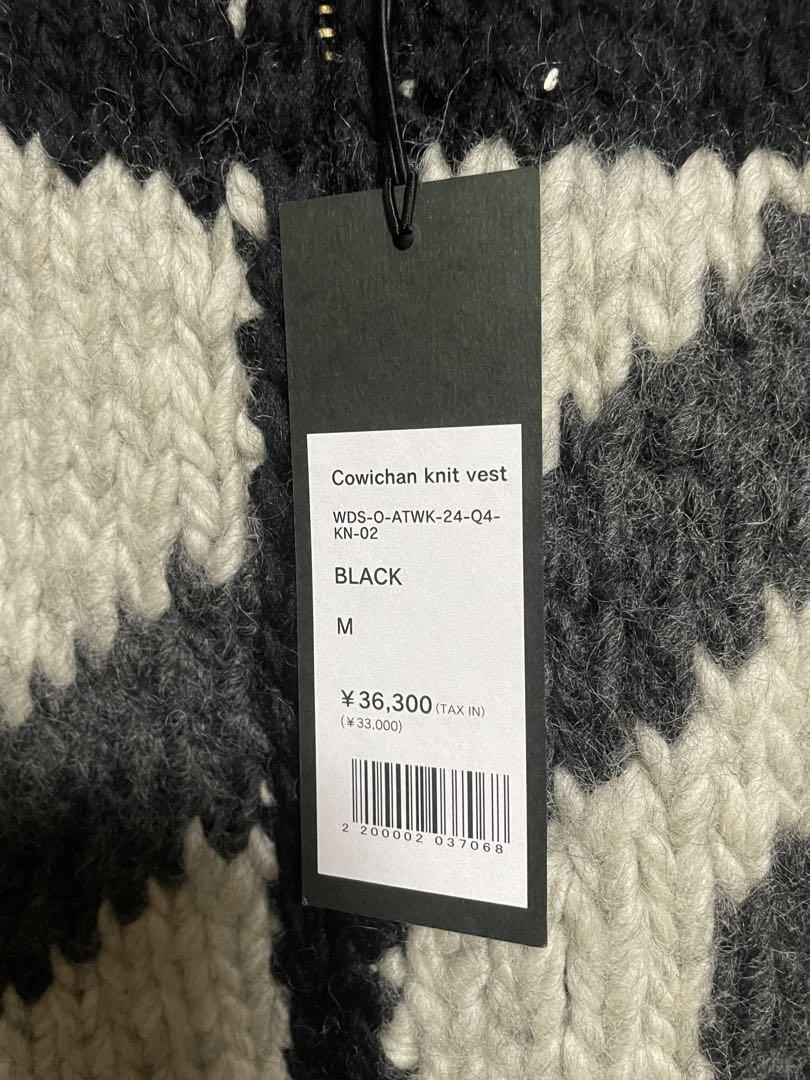 Cowichan knit vest
WDS-O-ATWK-24-Q4-
KN-02
BLACK
M
¥36,300 (TAX IN)
(¥33,000)
2 200002 037068